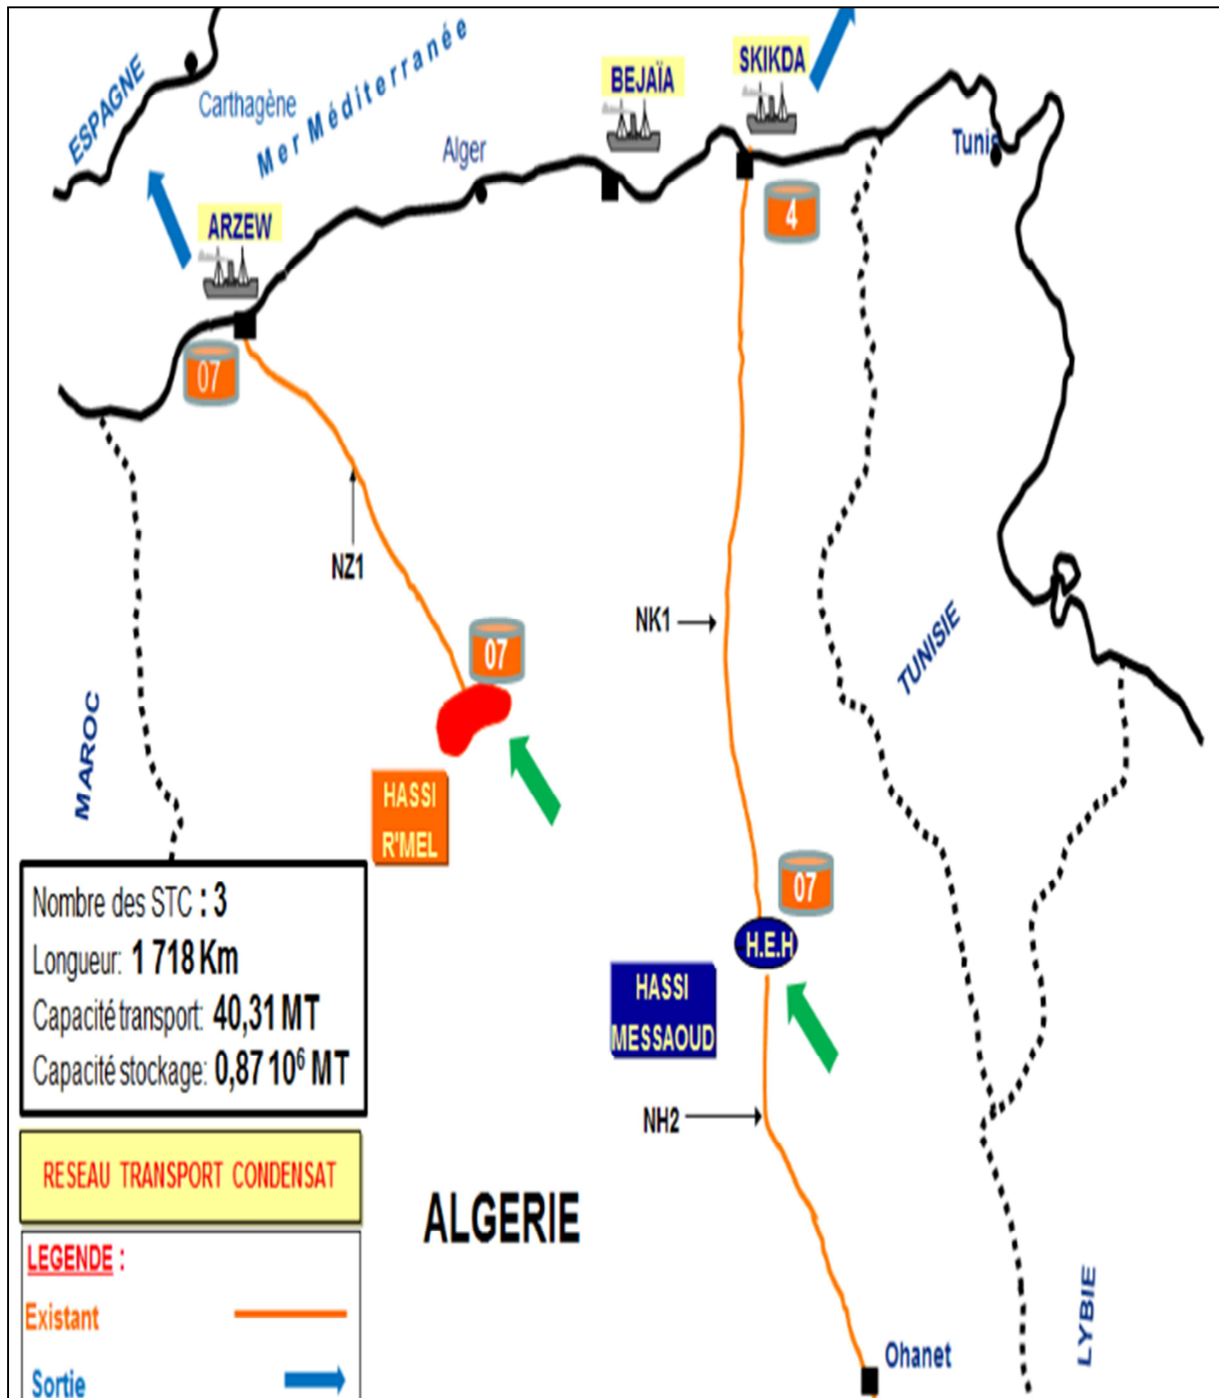 ESPAGNE
Carthagène
Mer Méditerranée
BEJAÏA
SKIKDA
Alger
Tunis
ARZEW
4
07
NZ1
NK1
07
TUNISIE
MAROC
HASSI
R'MEL
07
H.E.H
HASSI
MESSAOUD
NH2
Nombre des STC : 3
Longueur: 1 718 Km
Capacité transport: 40,31 MT
Capacité stockage: 0,87 10⁶ MT
RESEAU TRANSPORT CONDENSAT
ALGERIE
LEGENDE :
Existant
Sortie
LYBIE
Ohanet